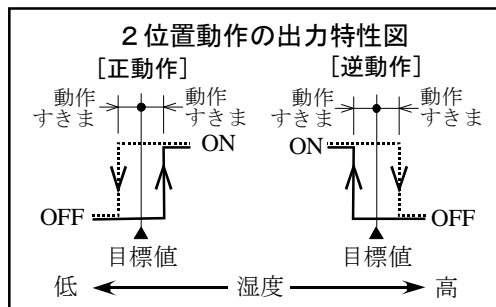 ２位置動作の出力特性図
[正動作] [逆動作]
動作 動作 動作 動作
すきま すきま すきま すきま
ON ON
OFF OFF
目標値 目標値
低 湿度 高